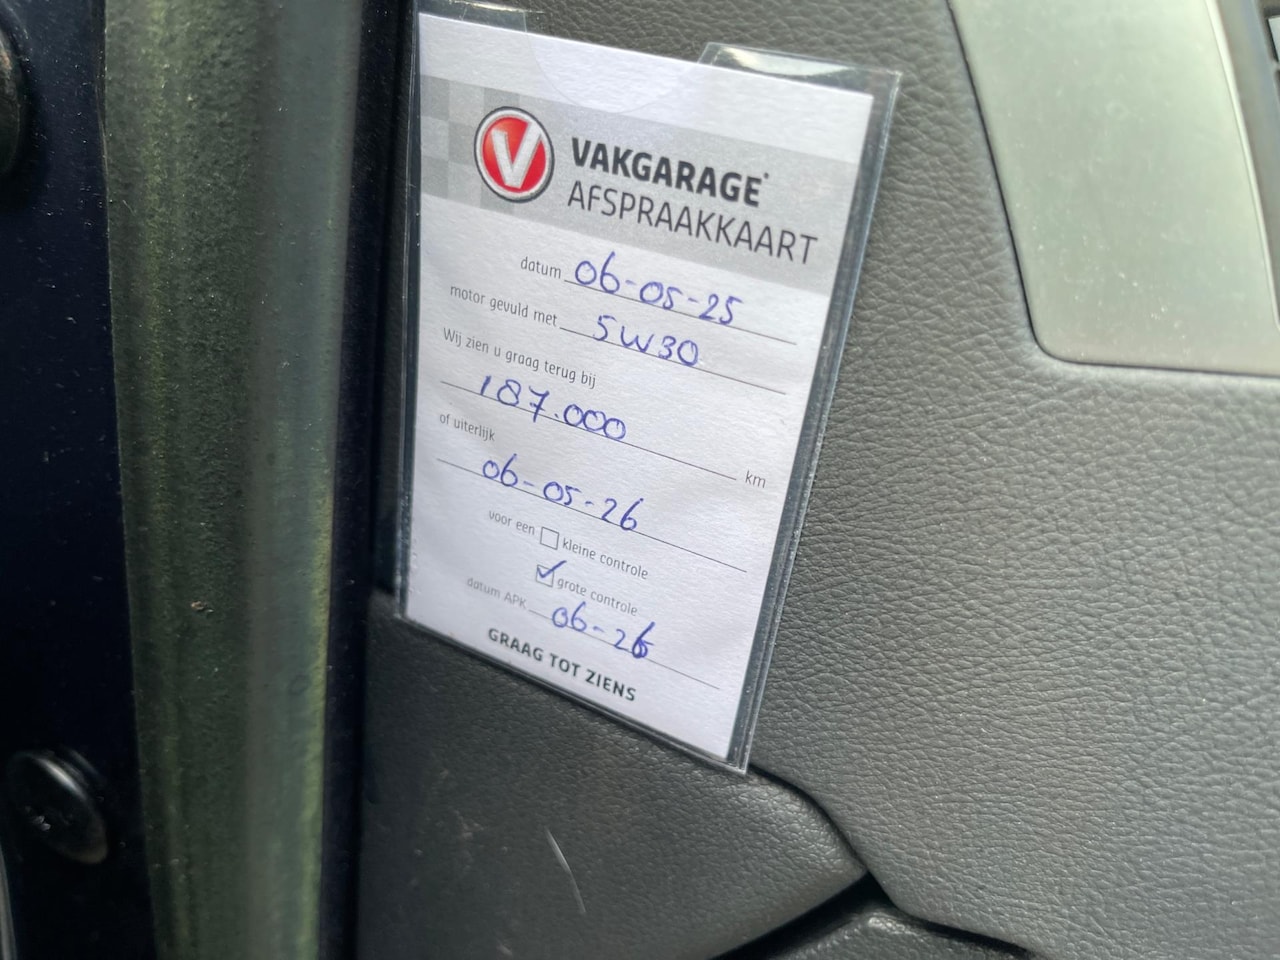 V VAKGARAGE
AFSPRAAKKAART
datum 06-05-25
motor gevuld met 5W30
Wij zien u graag terug bij
187.000 km
of uiterlijk
06-05-26
voor een kleine controle
grote controle
datum APK 06-26
GRAAG TOT ZIENS